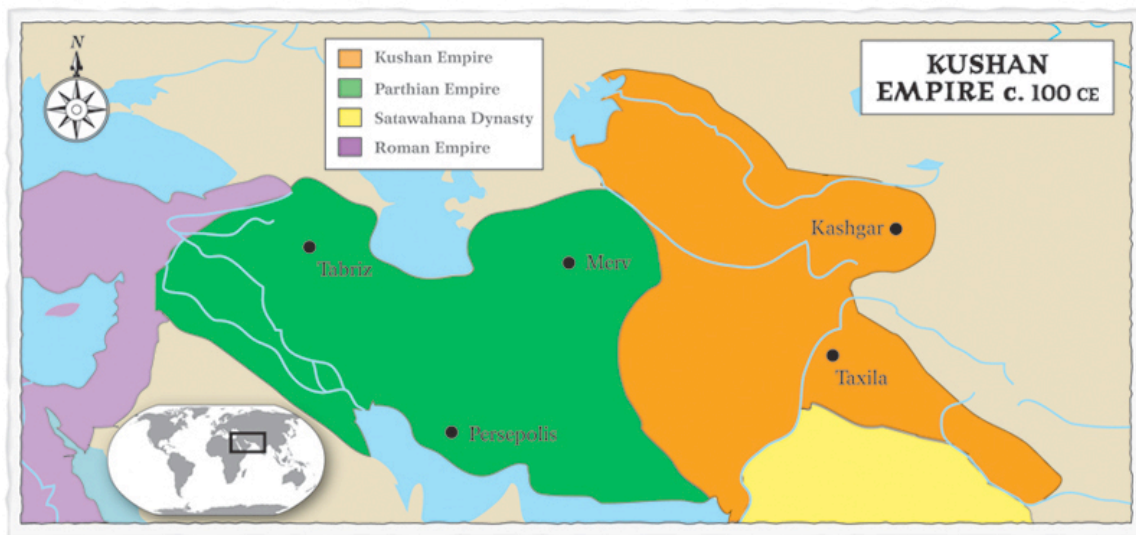 N
Kushan Empire
Parthian Empire
Satawahana Dynasty
Roman Empire
KUSHAN
EMPIRE c. 100 CE
Kashgar
Tabriz
Merv
Taxila
Persepolis